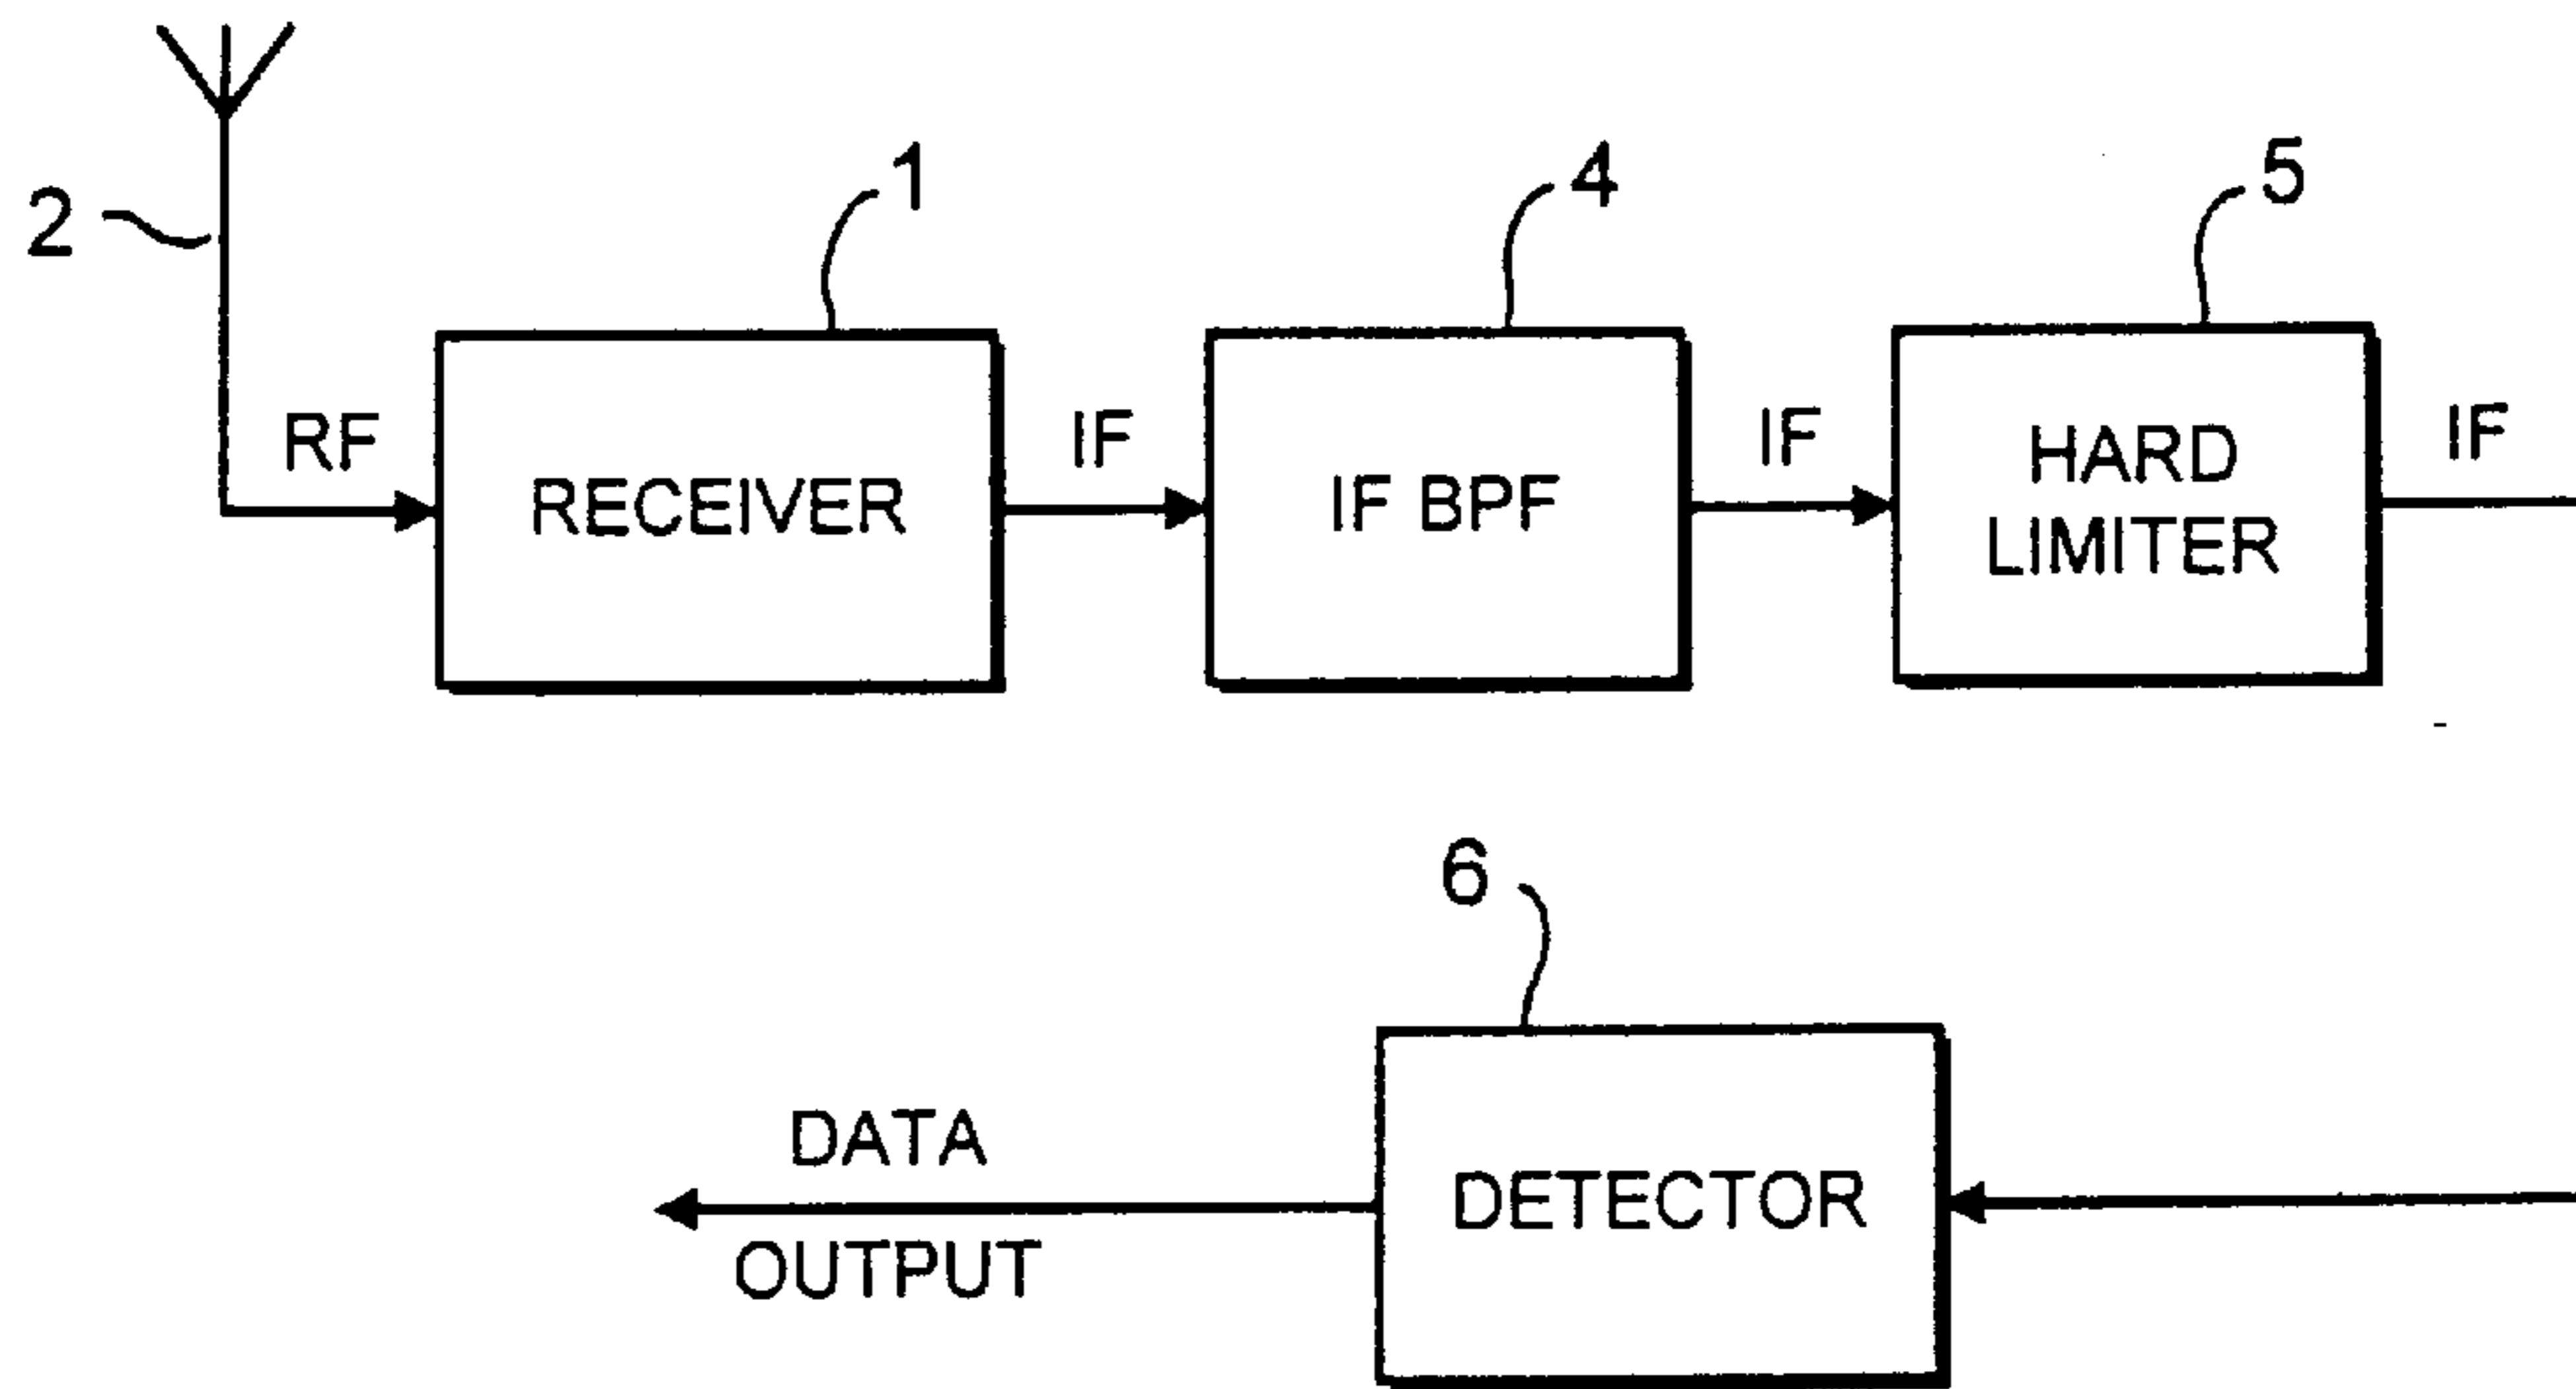 2
1
4
5
RF
RECEIVER
IF
IF BPF
IF
HARD
LIMITER
IF
6
DATA
OUTPUT
DETECTOR